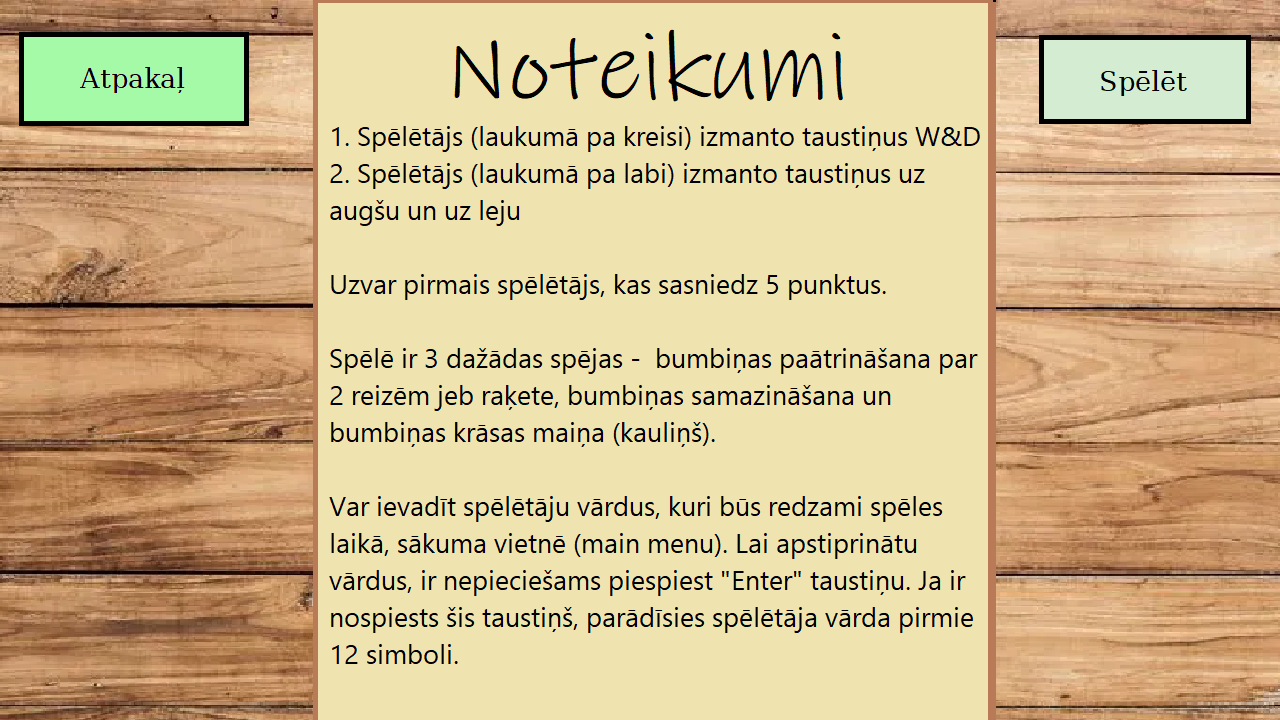 Atpakaļ
Noteikumi
Spēlēt
1. Spēlētājs (laukumā pa kreisi) izmanto taustiņus W&D
2. Spēlētājs (laukumā pa labi) izmanto taustiņus uz
augšu un uz leju
Uzvar pirmais spēlētājs, kas sasniedz 5 punktus.
Spēlē ir 3 dažādas spējas -  bumbiņas paātrināšana par
2 reizēm jeb raķete, bumbiņas samazināšana un
bumbiņas krāsas maiņa (kauliņš).
Var ievadīt spēlētāju vārdus, kuri būs redzami spēles
laikā, sākuma vietnē (main menu). Lai apstiprinātu
vārdus, ir nepieciešams piespiest "Enter" taustiņu. Ja ir
nospiests šis taustiņš, parādīsies spēlētāja vārda pirmie
12 simboli.